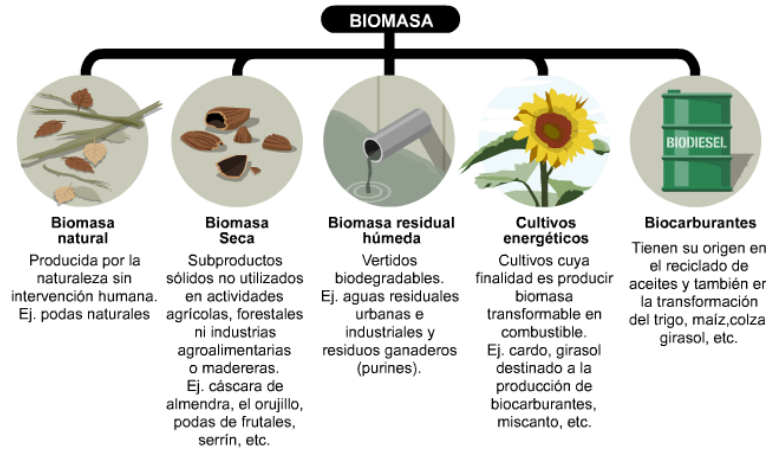 BIOMASA
BIODIESEL
Biomasa
natural
Producida por la
naturaleza sin
intervención humana.
Ej. podas naturales
Biomasa
Seca
Subproductos
sólidos no utilizados
en actividades
agrícolas, forestales
ni industrias
agroalimentarias
o madereras.
Ej. cáscara de
almendra, el orujillo,
podas de frutales,
serrín, etc.
Biomasa residual
húmeda
Vertidos
biodegradables.
Ej. aguas residuales
urbanas e
industriales y
residuos ganaderos
(purines).
Cultivos
energéticos
Cultivos cuya
finalidad es producir
biomasa
transformable en
combustible.
Ej. cardo, girasol
destinado a la
producción de
biocarburantes,
miscanto, etc.
Biocarburantes
Tienen su origen en
el reciclado de
aceites y también er
la transformación
del trigo, maíz,colza
girasol, etc.